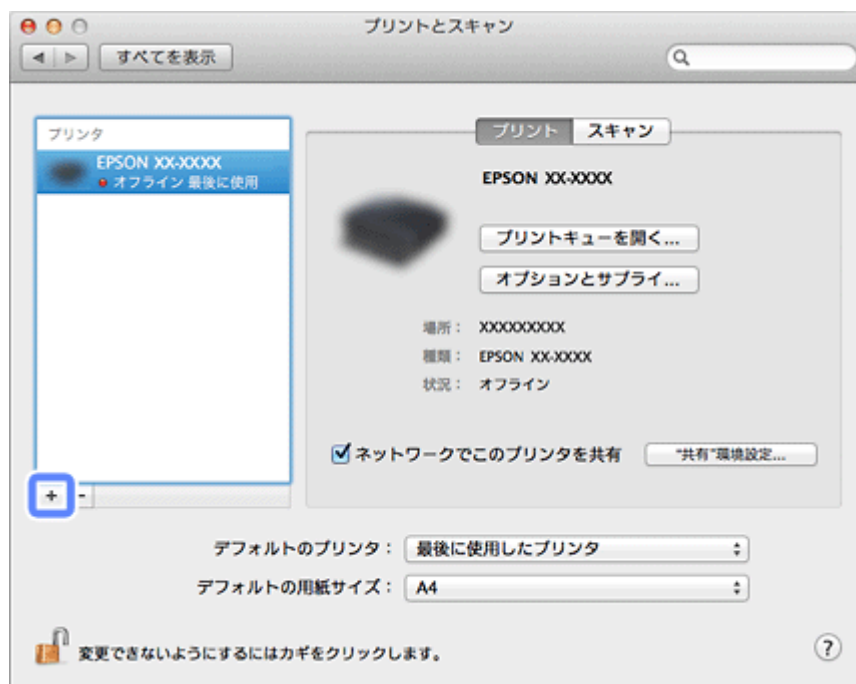 プリントとスキャン
すべてを表示
プリンタ
EPSON XX-XXXX
オフライン 最後に使用
プリント スキャン
EPSON XX-XXXX
プリントキューを開く...
オプションとサプライ...
場所： XXXXXXXXX
種類： EPSON XX-XXXX
状況： オフライン
ネットワークでこのプリンタを共有 “共有”環境設定...
+ -
デフォルトのプリンタ： 最後に使用したプリンタ
デフォルトの用紙サイズ： A4
変更できないようにするにはカギをクリックします。 ?